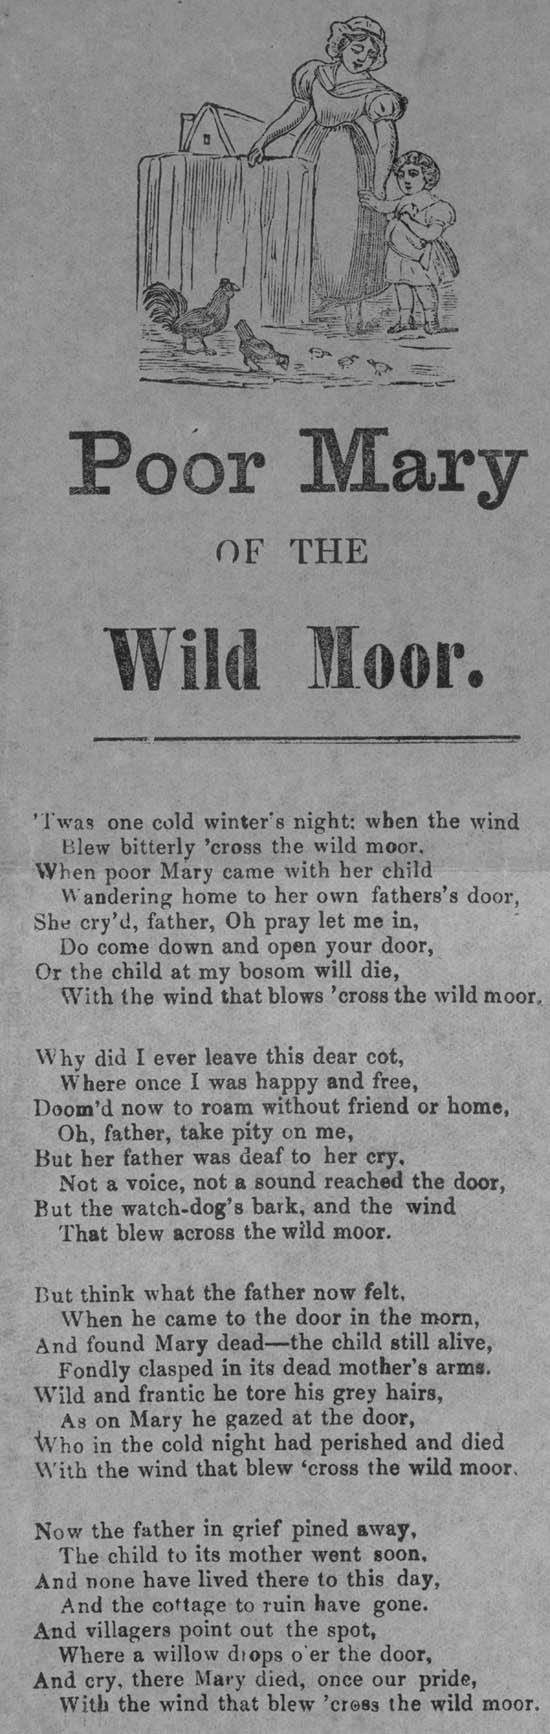 Poor Mary
OF THE
Wild Moor.
'Twas one cold winter's night: when the wind
Blew bitterly 'cross the wild moor.
When poor Mary came with her child
Wandering home to her own fathers's door,
She cry'd, father, Oh pray let me in,
Do come down and open your door,
Or the child at my bosom will die,
With the wind that blows 'cross the wild moor.
Why did I ever leave this dear cot,
Where once I was happy and free,
Doom'd now to roam without friend or home,
Oh, father, take pity on me,
But her father was deaf to her cry,
Not a voice, not a sound reached the door,
But the watch-dog's bark, and the wind
That blew across the wild moor.
But think what the father now felt,
When he came to the door in the morn,
And found Mary dead—the child still alive,
Fondly clasped in its dead mother's arms.
Wild and frantic he tore his grey hairs,
As on Mary he gazed at the door,
Who in the cold night had perished and died
With the wind that blew 'cross the wild moor.
Now the father in grief pined away,
The child to its mother went soon,
And none have lived there to this day,
And the cottage to ruin have gone.
And villagers point out the spot,
Where a willow drops o'er the door,
And cry, there Mary died, once our pride,
With the wind that blew 'cross the wild moor.